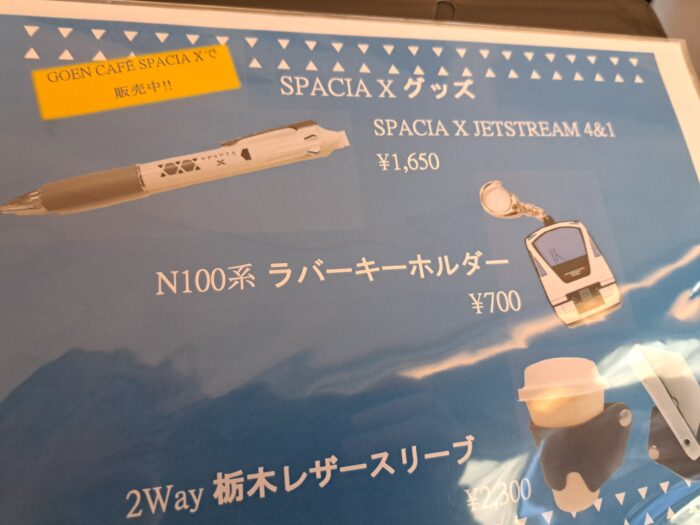 GOEN CAFÉ SPACIA Xで
販売中!!
SPACIA X グッズ
SPACIA X JETSTREAM 4&1
¥1,650
SPACIA
X
N100系 ラバーキーホルダー
¥700
2Way 栃木レザースリーブ
¥2,300